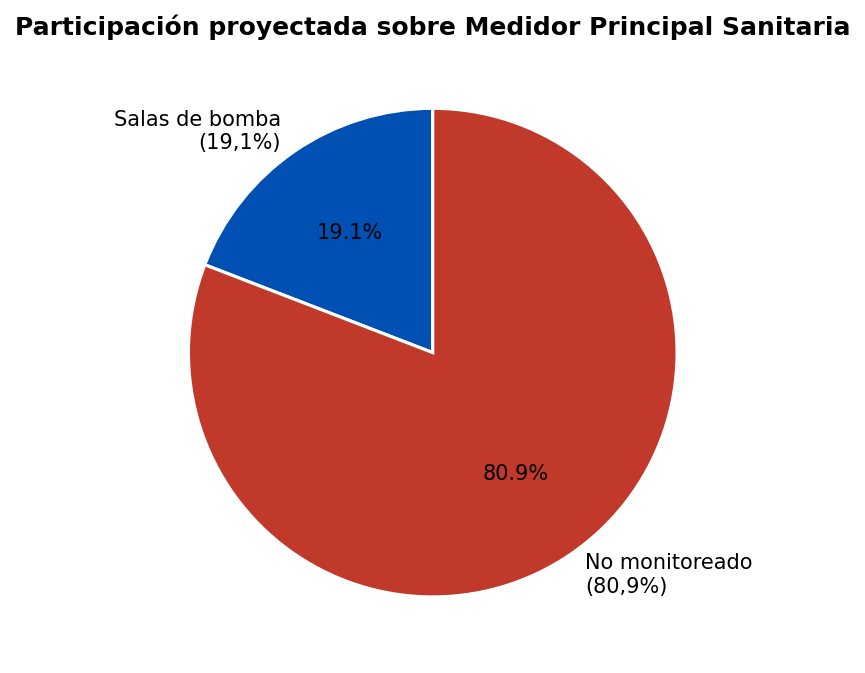 Participación proyectada sobre Medidor Principal Sanitaria
Salas de bomba
(19,1%)
19.1%
80.9%
No monitoreado
(80,9%)